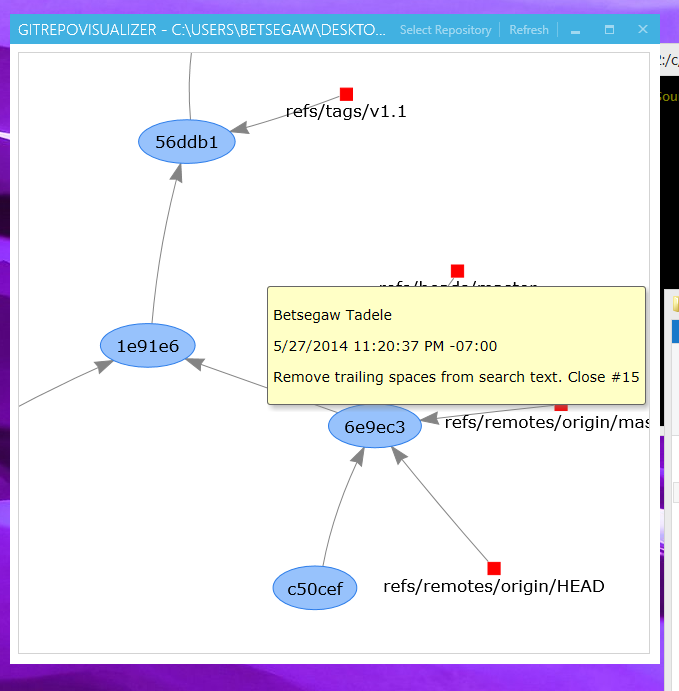 GITREPOVISUALIZER - C:\USERS\BETSEGAW\DESKTO...
Select Repository
Refresh
refs/tags/v1.1
56ddb1
refs/heads/master
Betsegaw Tadele
5/27/2014 11:20:37 PM -07:00
Remove trailing spaces from search text. Close #15
1e91e6
6e9ec3
refs/remotes/origin/mas
c50cef
refs/remotes/origin/HEAD